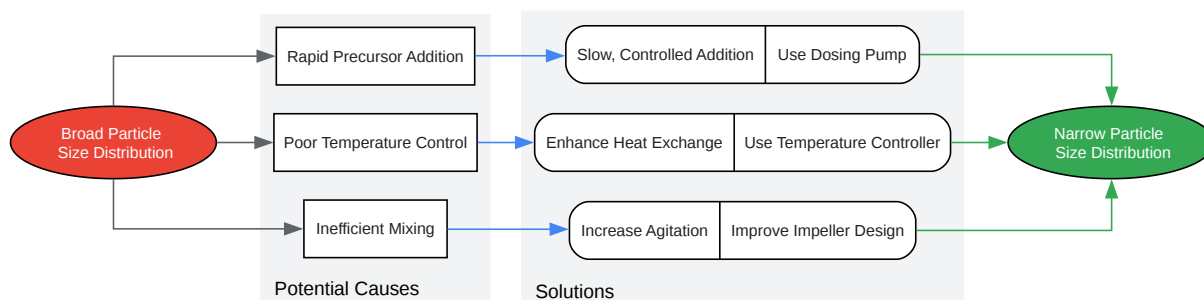 Rapid Precursor Addition
Slow, Controlled Addition
Use Dosing Pump
Broad Particle
Size Distribution
Poor Temperature Control
Enhance Heat Exchange
Use Temperature Controller
Narrow Particle
Size Distribution
Inefficient Mixing
Increase Agitation
Improve Impeller Design
Potential Causes
Solutions